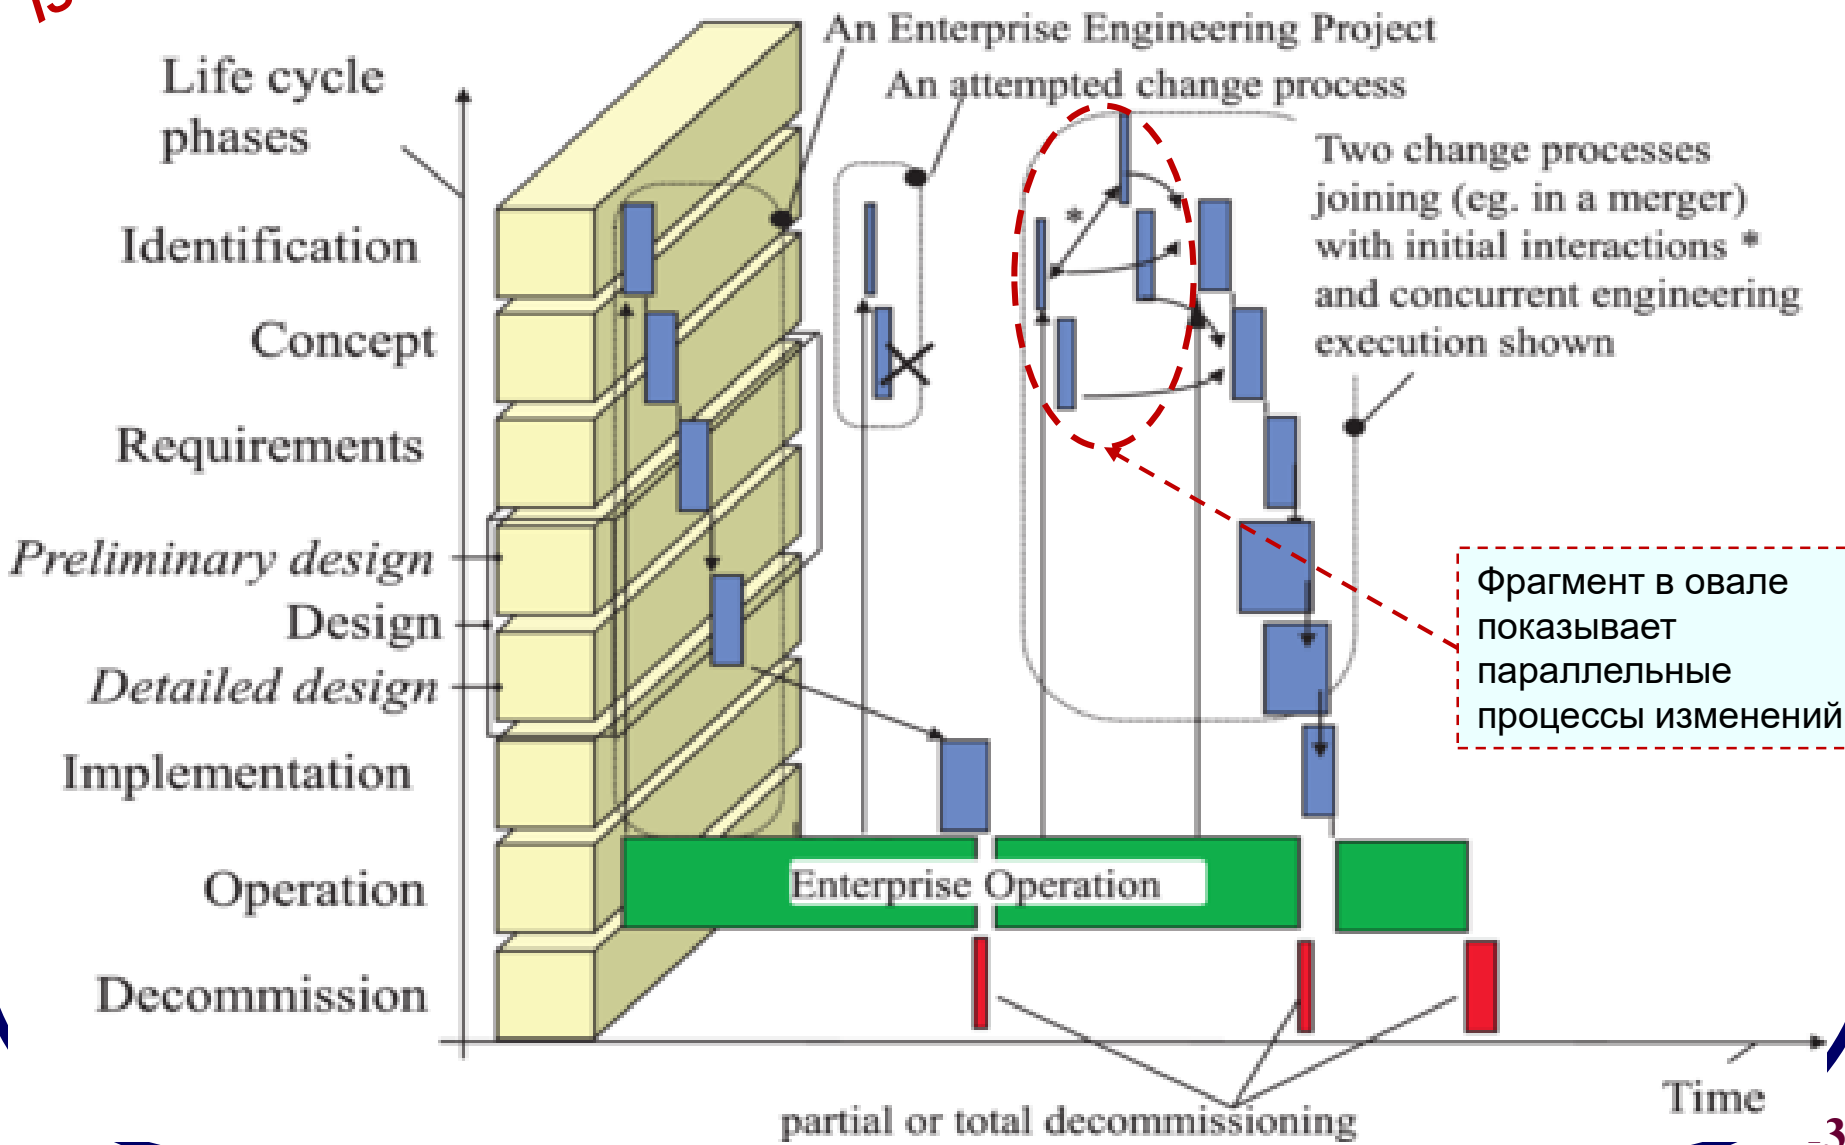 An Enterprise Engineering Project
An attempted change process
Life cycle
phases
Two change processes
joining (eg. in a merger)
with initial interactions *
and concurrent engineering
execution shown
*
Identification
Concept
Requirements
Preliminary design
Design
Detailed design
Implementation
Operation
Decommission
Фрагмент в овале
показывает
параллельные
процессы изменений
Enterprise Operation
Time
partial or total decommissioning
3